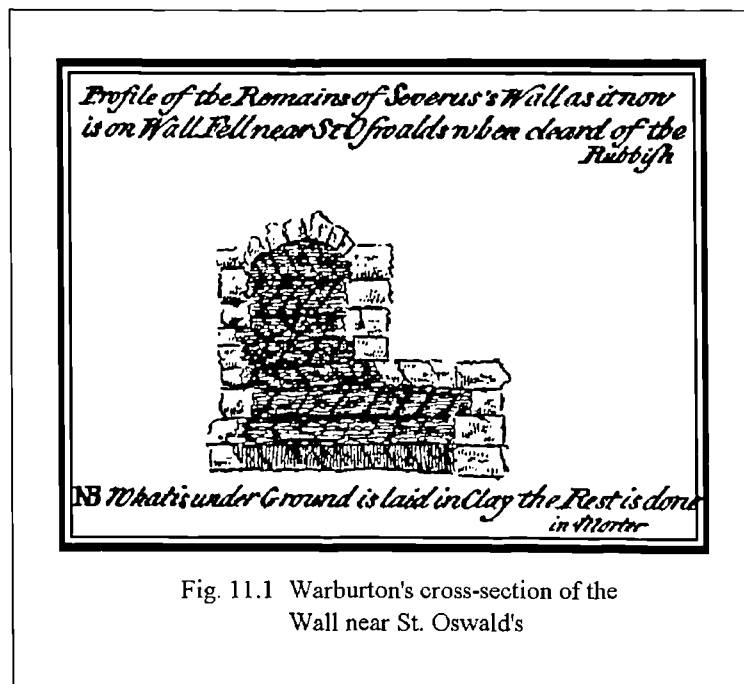 Profile of the Remains of Severus's Wall as it now
is on Wall Fell near St Oſwalds when cleard of the
Rubbiſh
NB What is under Ground is laid in Clay the Rest is done
in Morter
Fig. 11.1 Warburton's cross-section of the
Wall near St. Oswald's